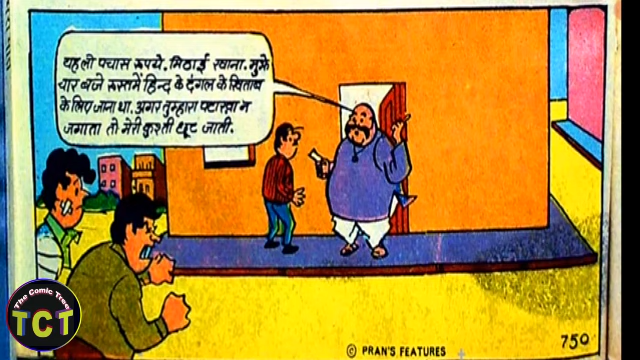 यह लो पचास रूपये. मिठाई खाना. मुझे
चार बजे रूस्तमे हिन्द के दंगल के खिताब
के लिए जाना था. अगर तुम्हारा पटाखा न
जगाता तो मेरी कुश्ती छूट जाती.
The Comic Tree
TCT
© PRAN'S FEATURES
750